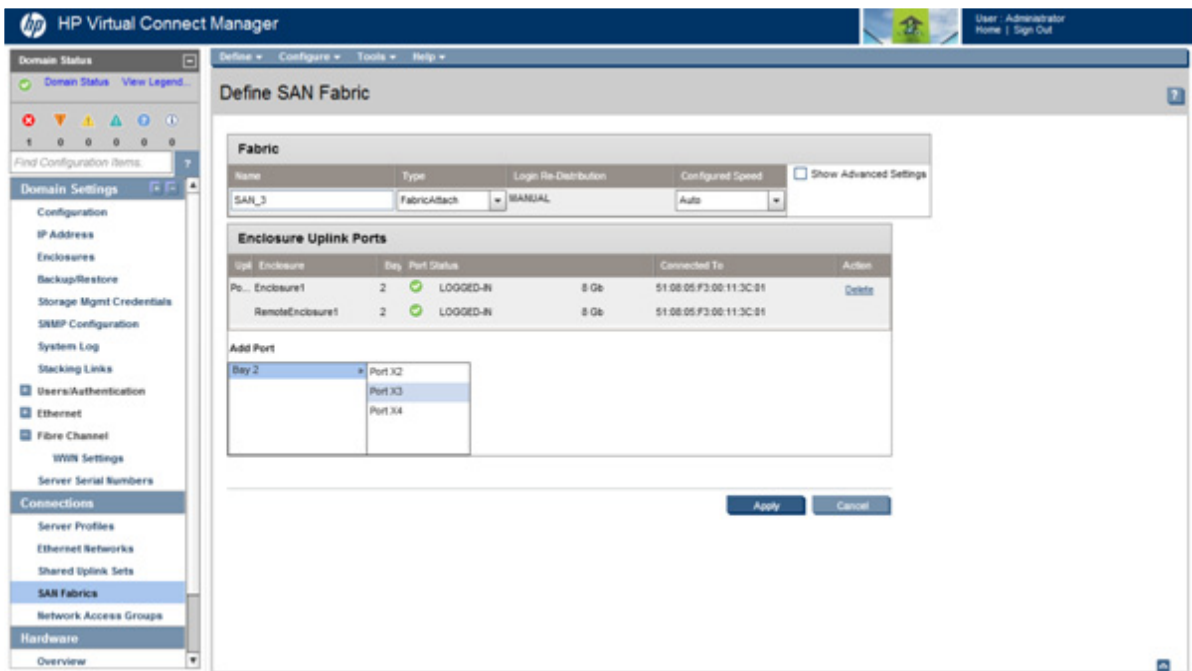 hp HP Virtual Connect Manager
User : Administrator
Home | Sign Out
Domain Status
Domain Status View Legend...
1 0 0 0 0 0
Find Configuration Items: ?
Domain Settings
Configuration
IP Address
Enclosures
Backup/Restore
Storage Mgmt Credentials
SNMP Configuration
System Log
Stacking Links
Users/Authentication
Ethernet
Fibre Channel
WWN Settings
Server Serial Numbers
Connections
Server Profiles
Ethernet Networks
Shared Uplink Sets
SAN Fabrics
Network Access Groups
Hardware
Overview
Define Configure Tools Help
Define SAN Fabric ?
Fabric
Name Type Login Re-Distribution Configured Speed Show Advanced Settings
SAN_3 FabricAttach MANUAL Auto
Enclosure Uplink Ports
Upli Enclosure Bay Port Status Connected To Action
Po... Enclosure1 2 LOGGED-IN 8 Gb 51:08:05:F3:00:11:3C:01 Delete
RemoteEnclosure1 2 LOGGED-IN 8 Gb 51:08:05:F3:00:11:3C:01
Add Port
Bay 2 Port X2
Port X3
Port X4
Apply Cancel